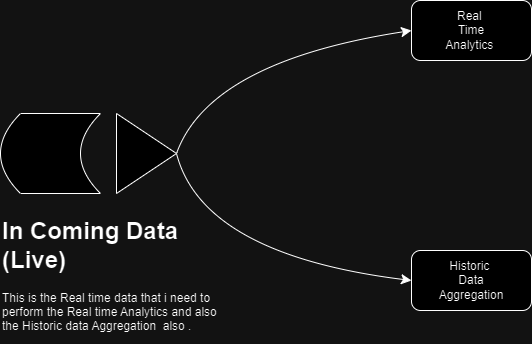 Real
Time
Analytics
In Coming Data
(Live)
This is the Real time data that i need to
perform the Real time Analytics and also
the Historic data Aggregation  also .
Historic
Data
Aggregation